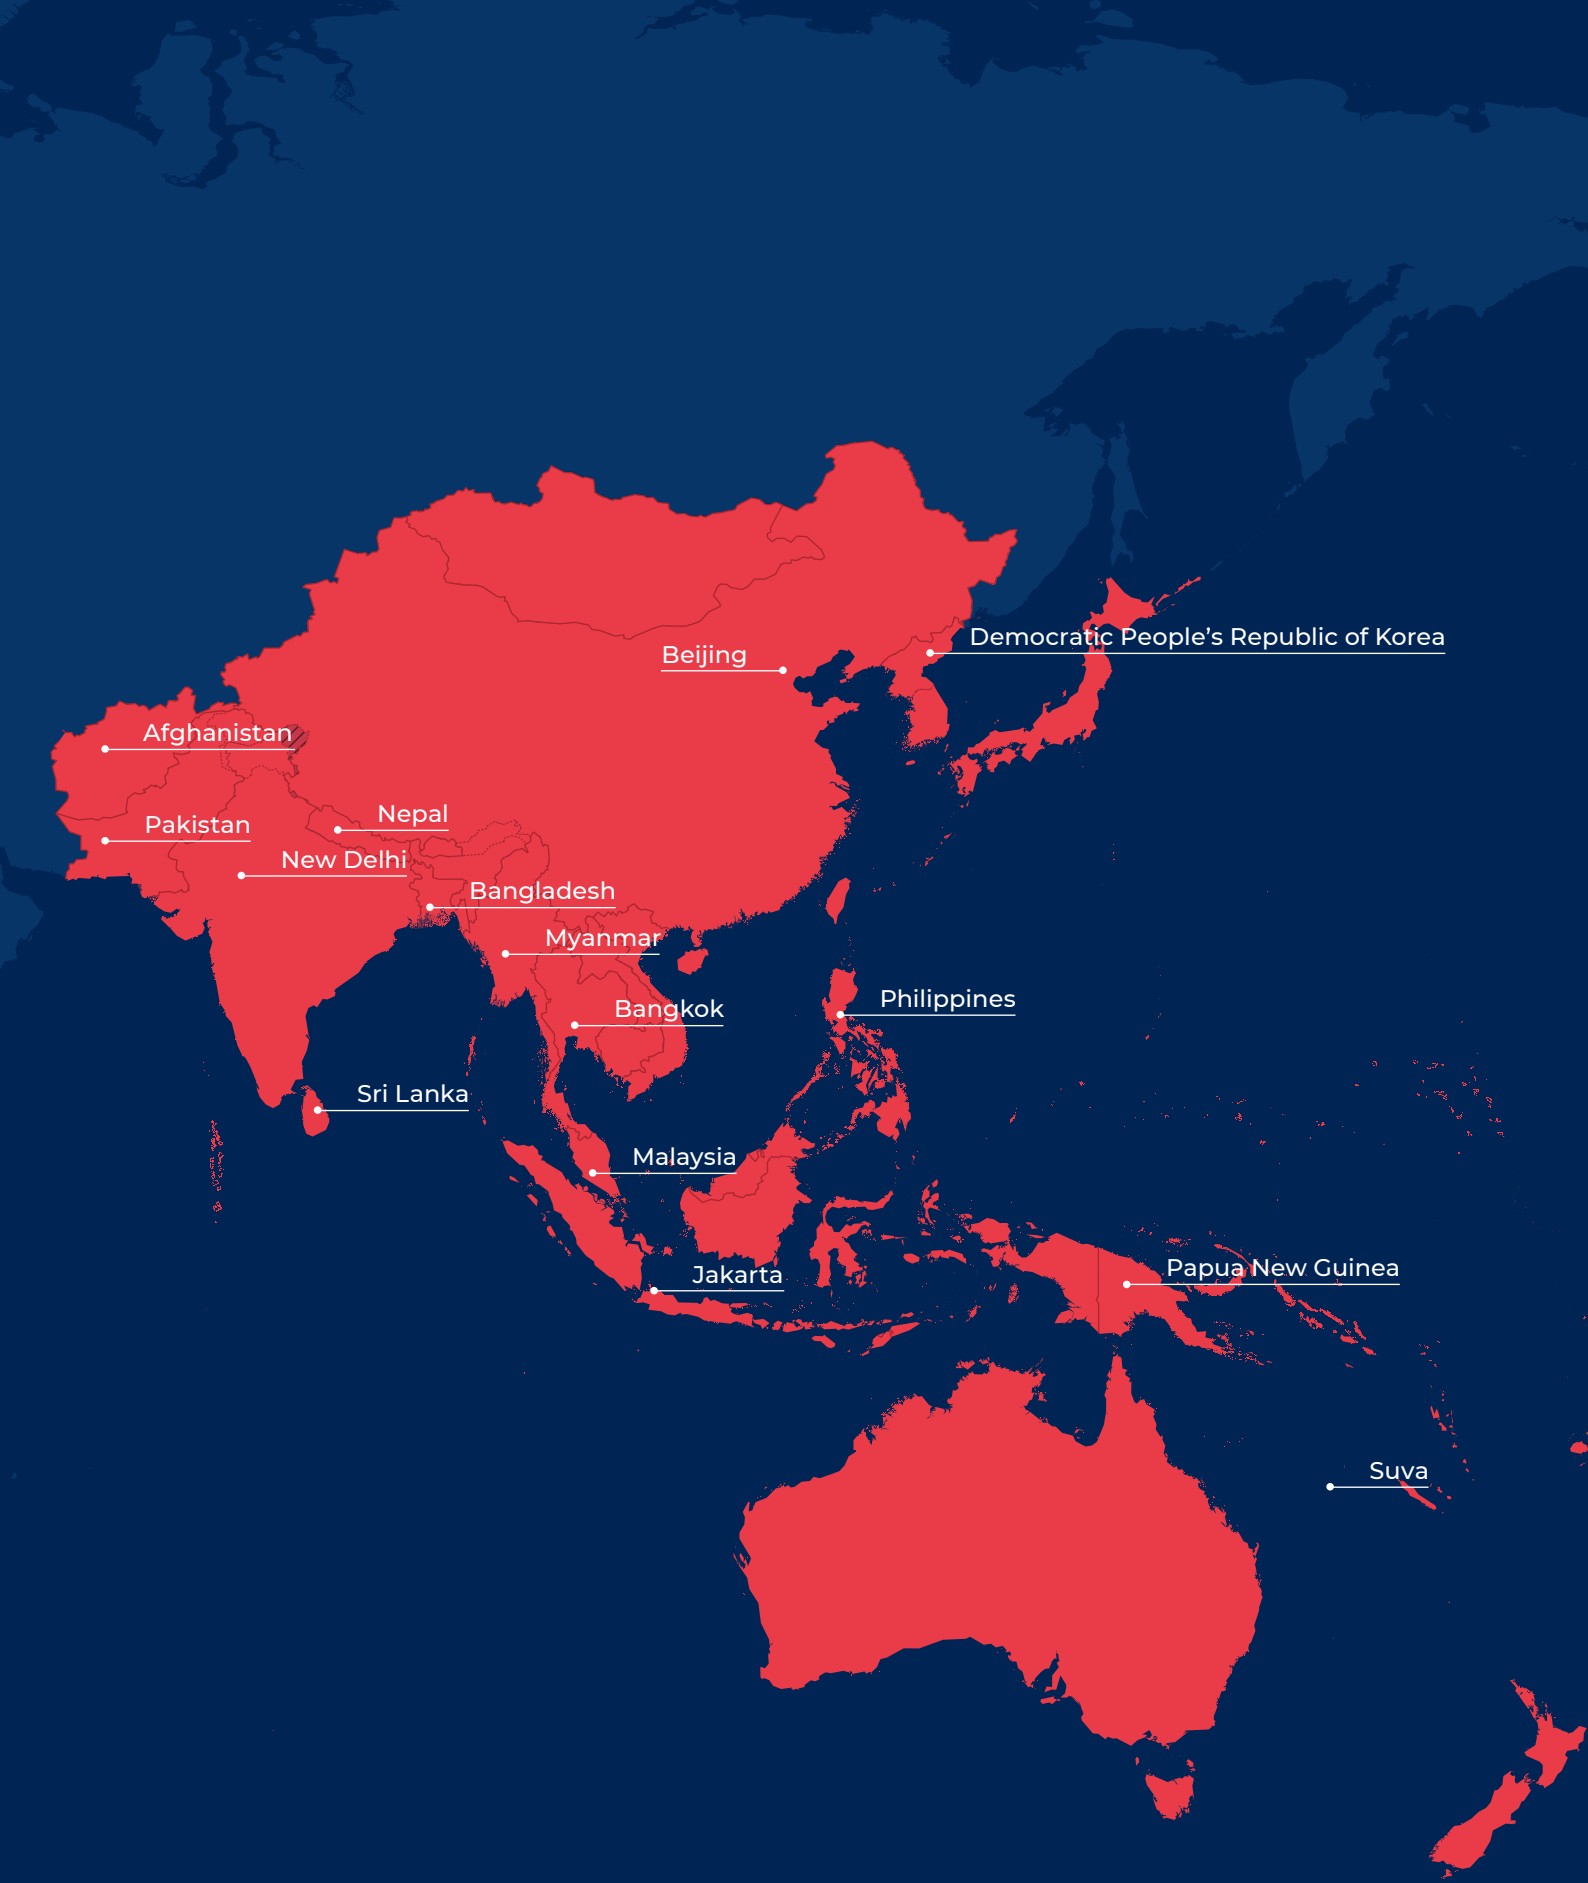 Democratic People’s Republic of Korea
Beijing
Afghanistan
Nepal
Pakistan
New Delhi
Bangladesh
Myanmar
Philippines
Bangkok
Sri Lanka
Malaysia
Papua New Guinea
Jakarta
Suva